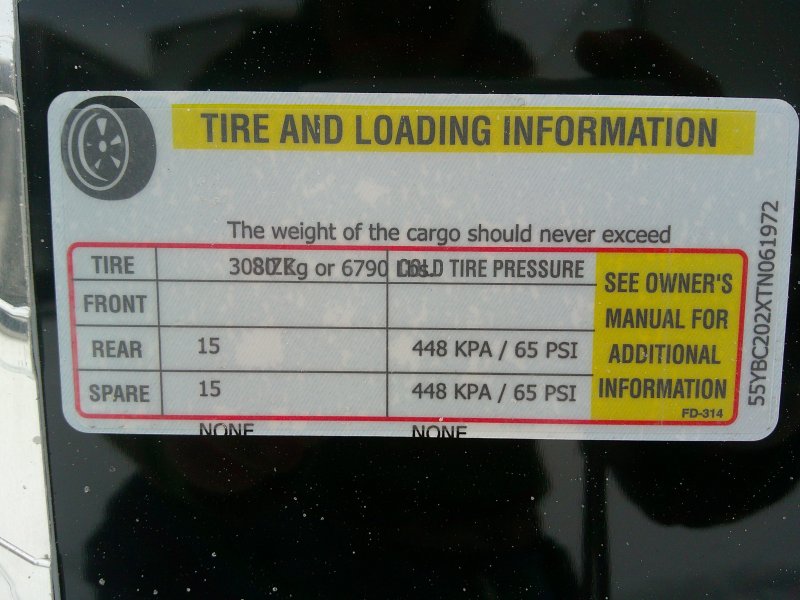 TIRE AND LOADING INFORMATION
The weight of the cargo should never exceed
3080 Kg or 6790 Lbs.
TIRE SIZE COLD TIRE PRESSURE
SEE OWNER'S
MANUAL FOR
ADDITIONAL
INFORMATION
FRONT
REAR 15 448 KPA / 65 PSI
SPARE 15 448 KPA / 65 PSI
FD-314
NONE NONE
55YBC202XTN061972